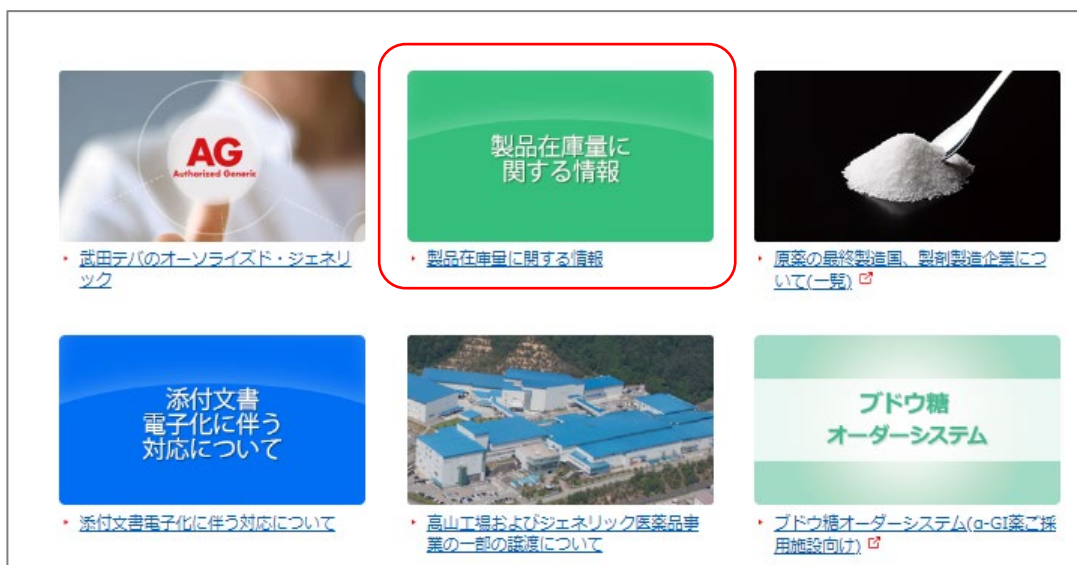 AG
Authorized Generic
製品在庫量に
関する情報
武田テバのオーソライズド・ジェネリ
ック
製品在庫量に関する情報
原薬の最終製造国、製剤製造企業につ
いて(一覧)
添付文書
電子化に伴う
対応について
ブドウ糖
オーダーシステム
添付文書電子化に伴う対応について
高山工場およびジェネリック医薬品事
業の一部の譲渡について
ブドウ糖オーダーシステム(α-GI薬ご採
用施設向け)